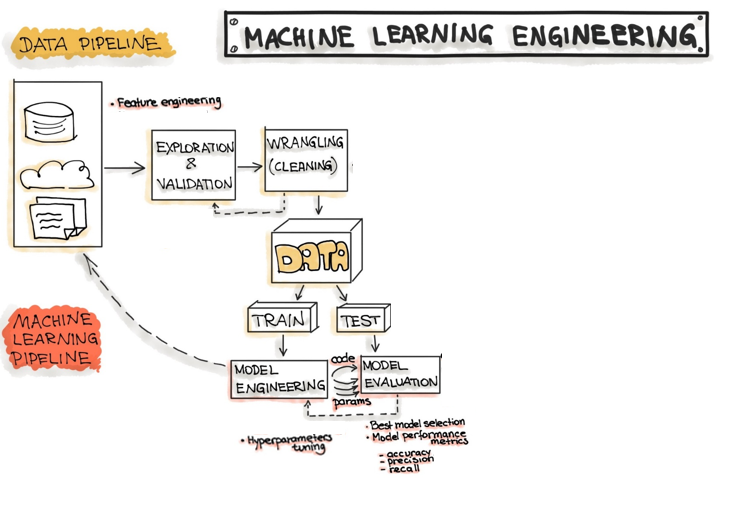 DATA PIPELINE
MACHINE LEARNING ENGINEERING
• Feature engineering
EXPLORATION
&
VALIDATION
WRANGLING
(CLEANING)
DATA
TRAIN
TEST
MACHINE
LEARNING
PIPELINE
MODEL
ENGINEERING
code
params
MODEL
EVALUATION
• Hyperparameters
tuning
• Best model selection
• Model performance
metrics
- accuracy
- precision
- recall